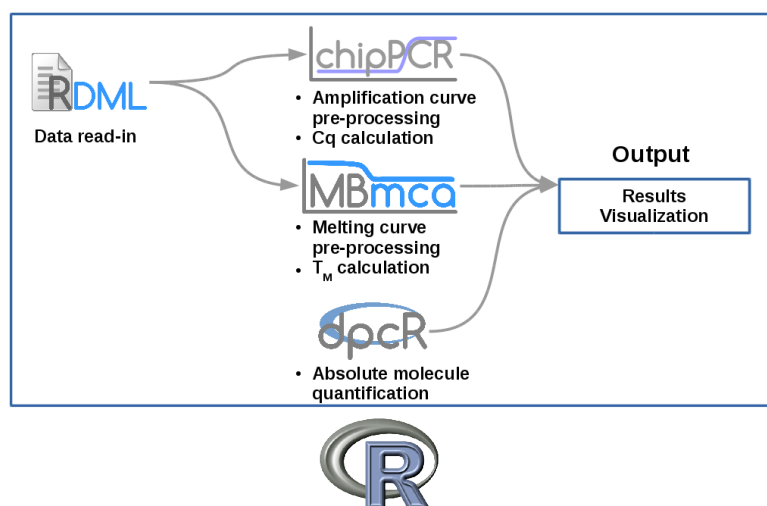 RDML
Data read-in
chipPCR
• Amplification curve
pre-processing
• Cq calculation
MBmca
• Melting curve
pre-processing
• TM calculation
dpcR
• Absolute molecule
quantification
Output
Results
Visualization
R